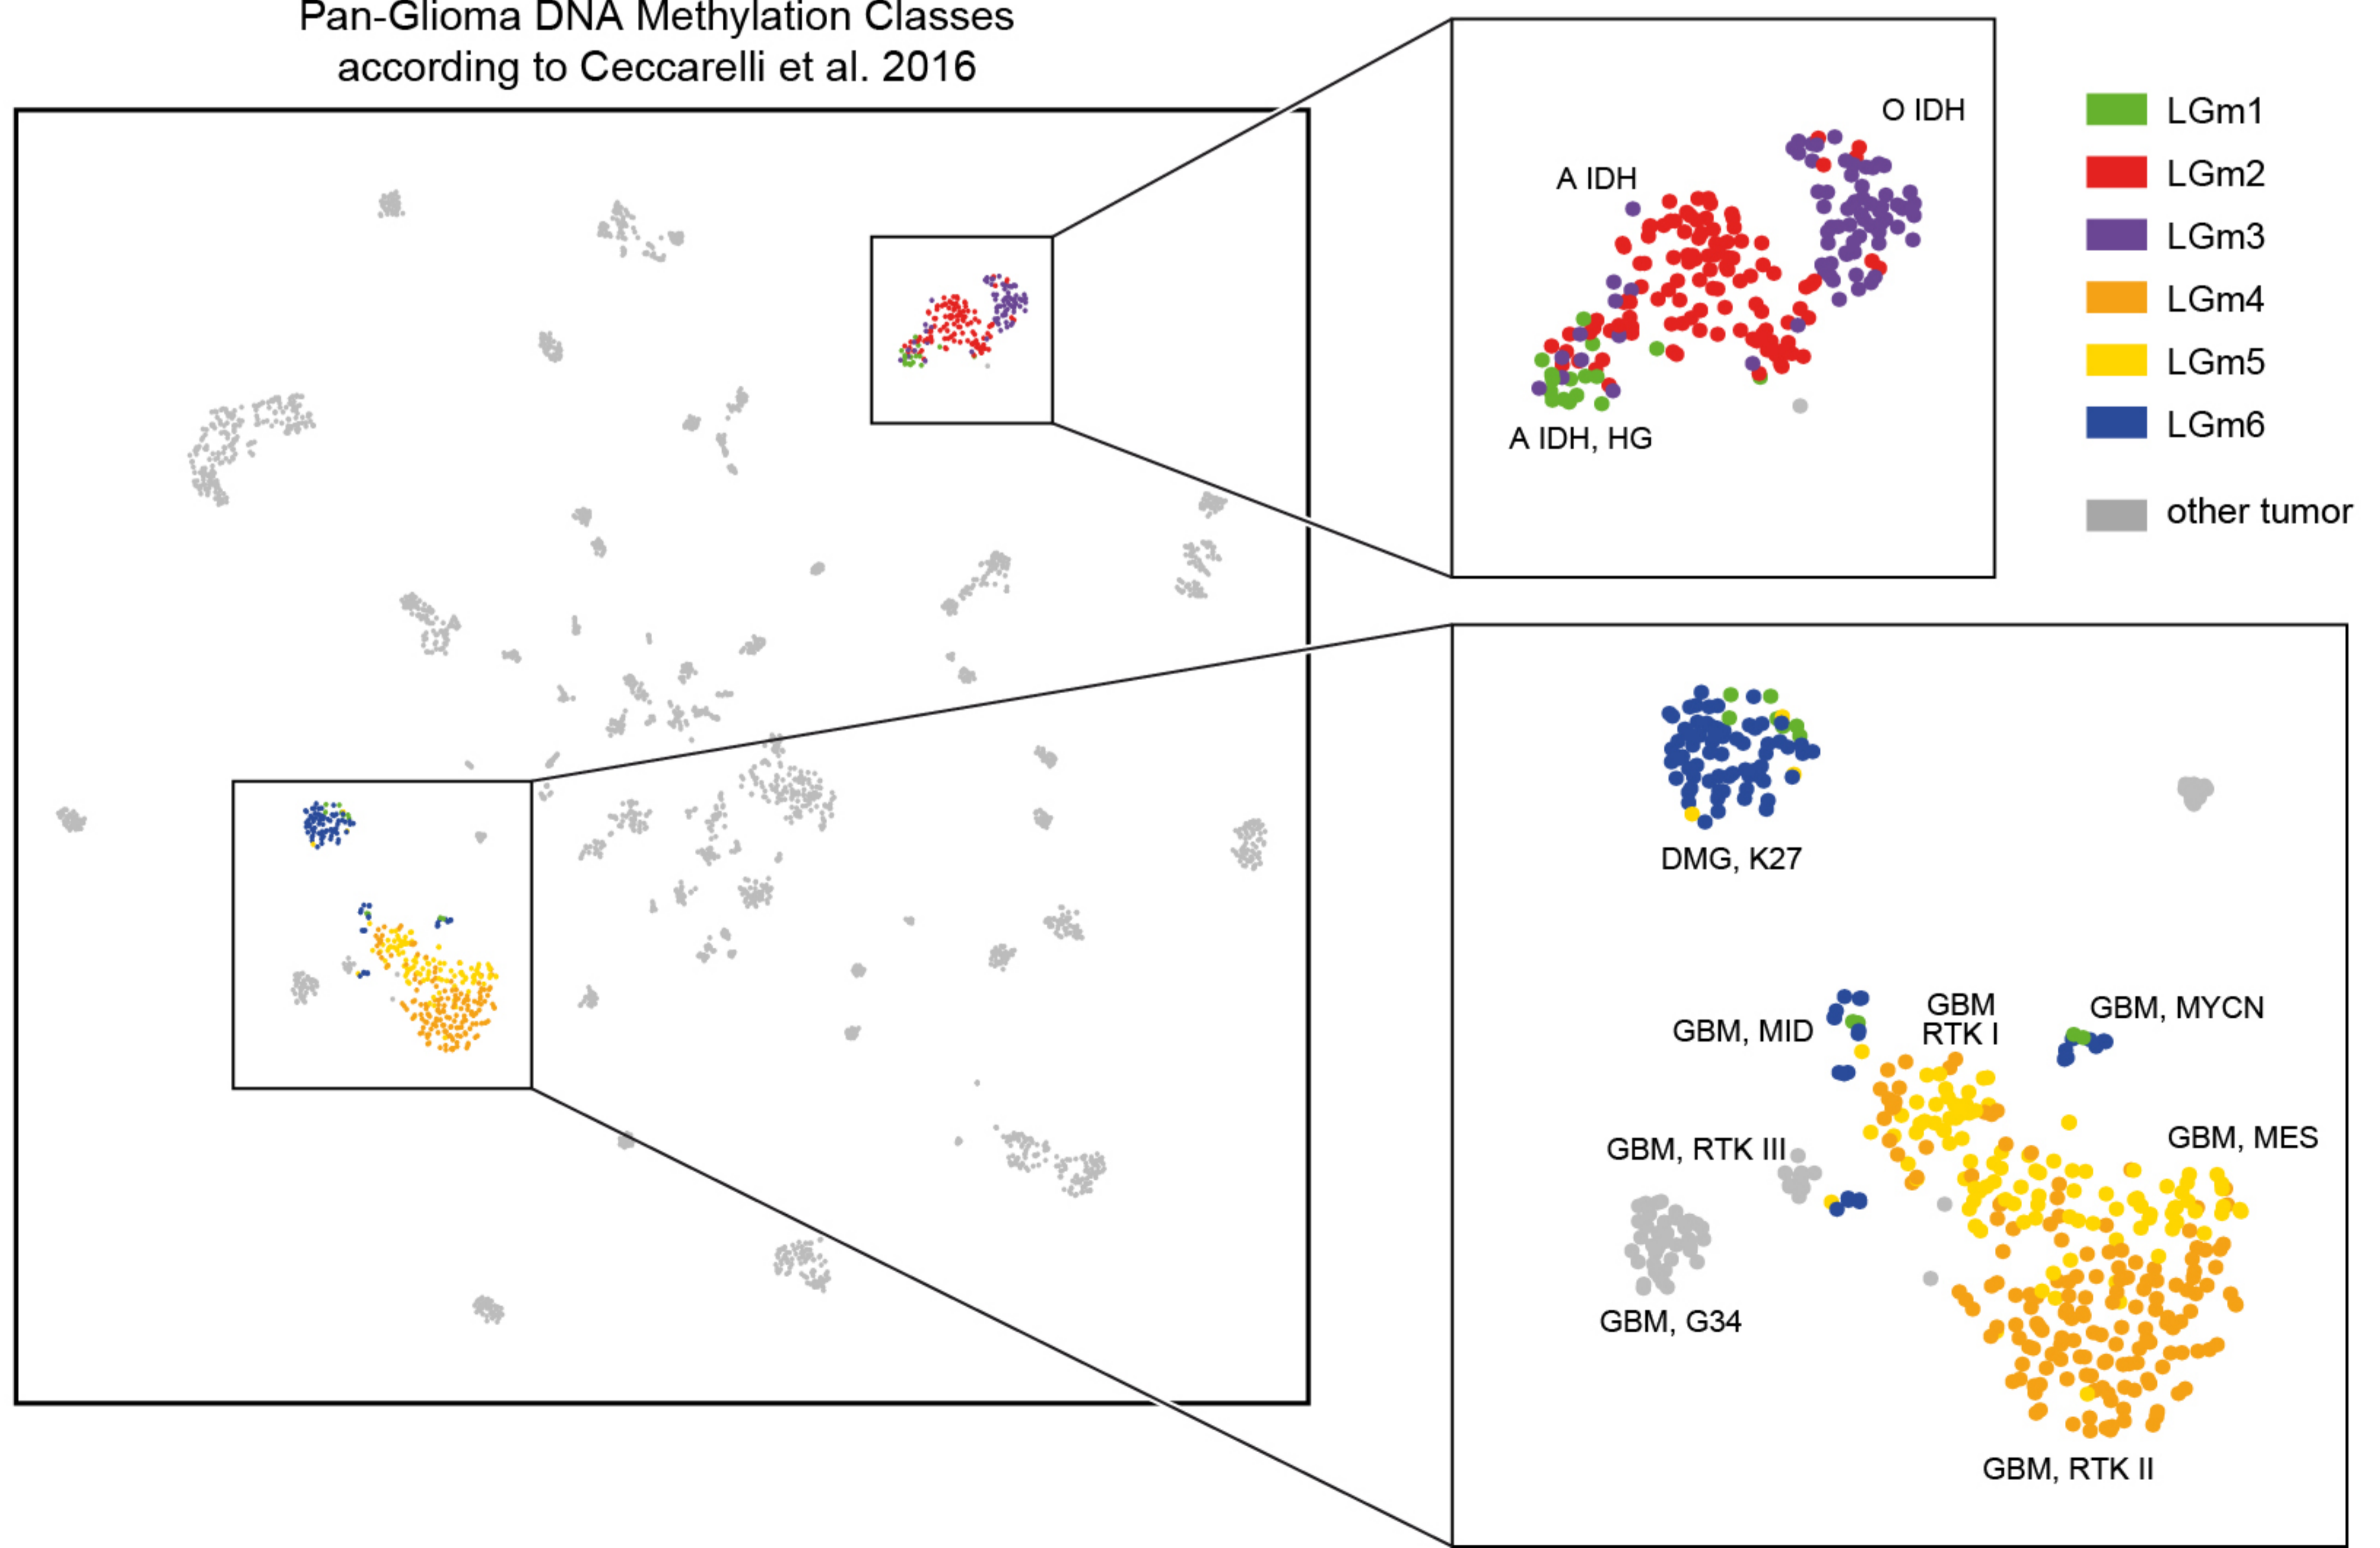 Pan-Glioma DNA Methylation Classes
according to Ceccarelli et al. 2016
O IDH
A IDH
A IDH, HG
LGm1
LGm2
LGm3
LGm4
LGm5
LGm6
other tumor
DMG, K27
GBM, MID
GBM
RTK I
GBM, MYCN
GBM, MES
GBM, RTK III
GBM, G34
GBM, RTK II